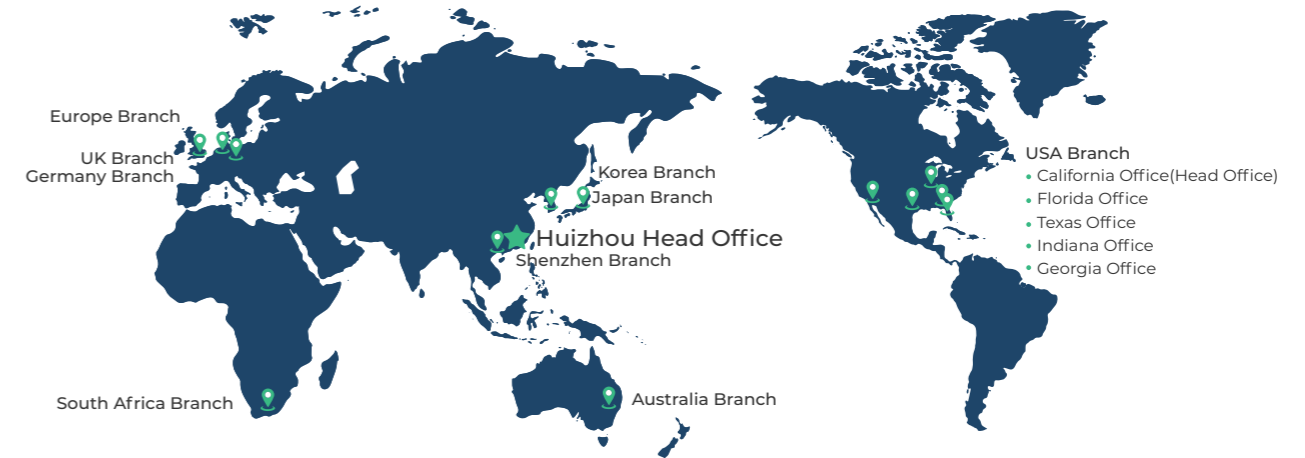 Europe Branch
UK Branch
Germany Branch
Korea Branch
Japan Branch
Huizhou Head Office
Shenzhen Branch
South Africa Branch
Australia Branch
USA Branch
• California Office(Head Office)
• Florida Office
• Texas Office
• Indiana Office
• Georgia Office